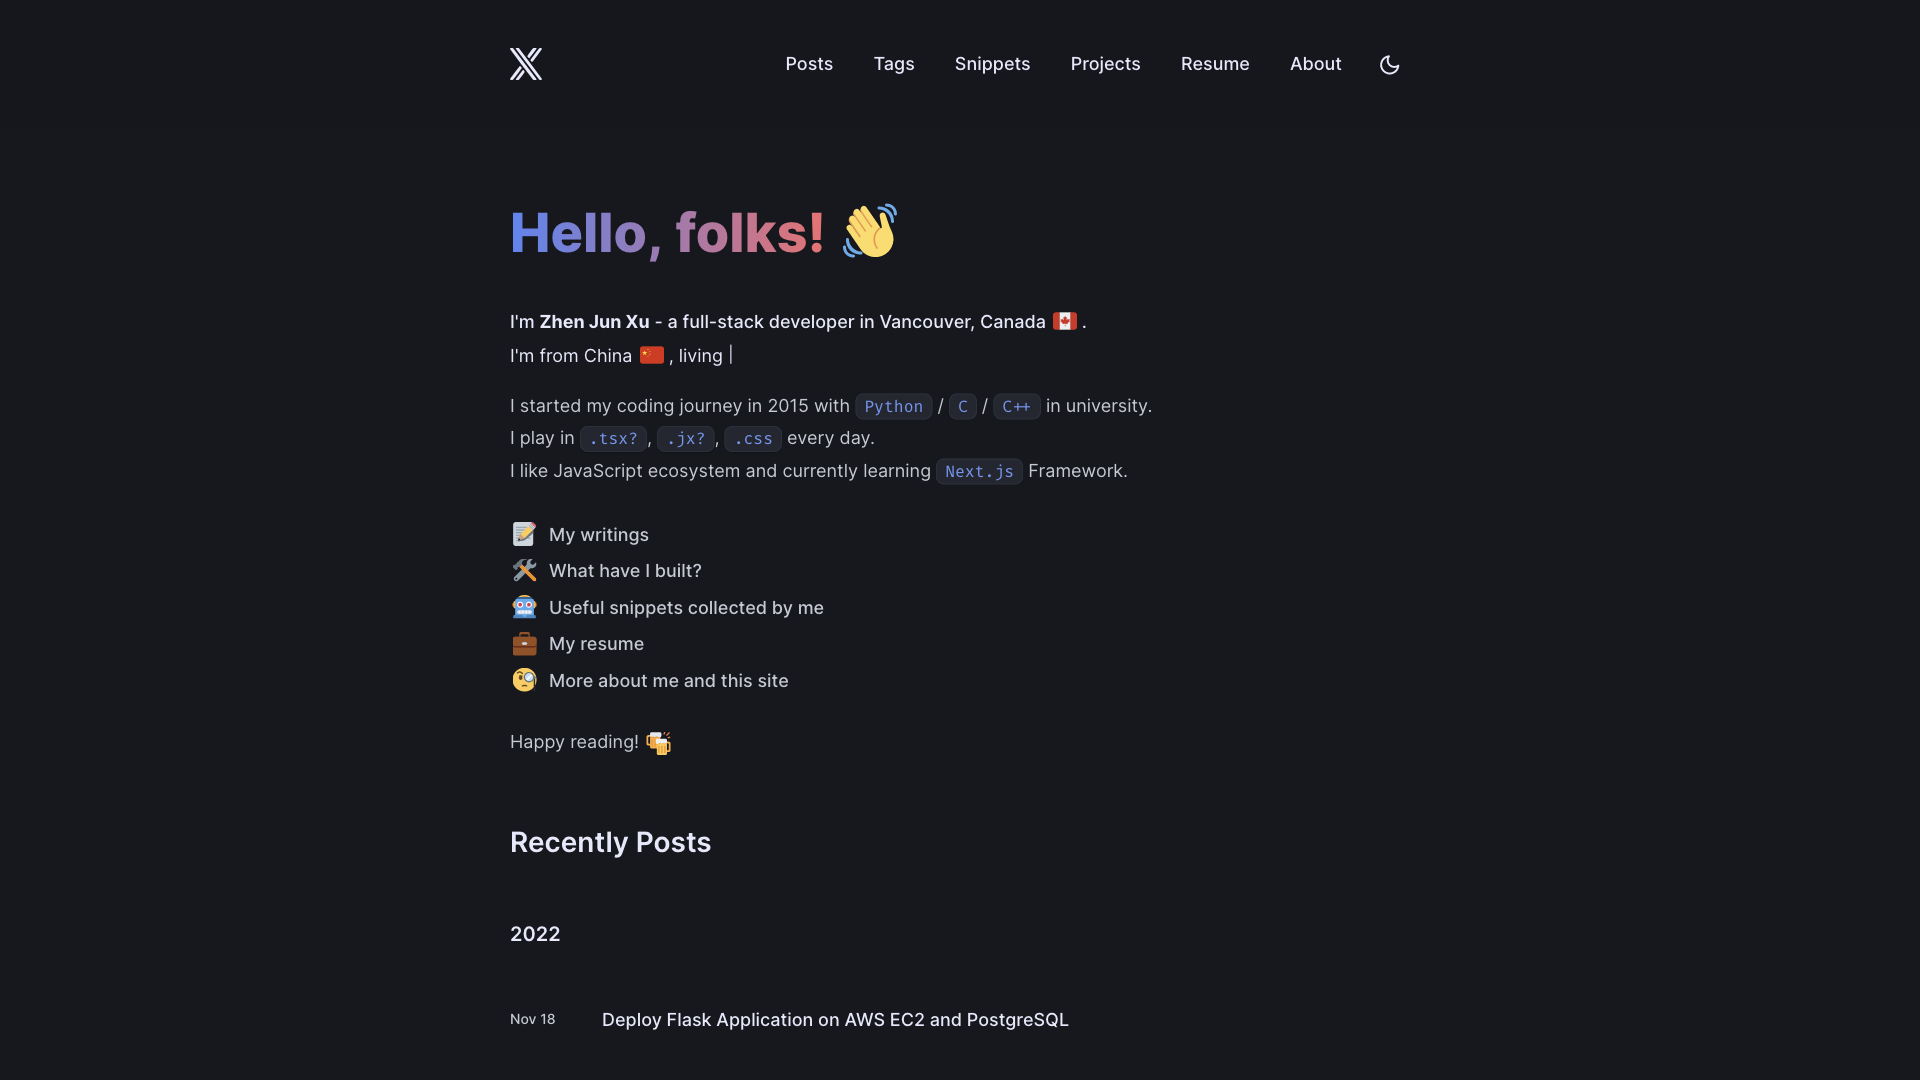 Posts Tags Snippets Projects Resume About
Hello, folks! 👋
I'm Zhen Jun Xu - a full-stack developer in Vancouver, Canada 🇨🇦 .
I'm from China 🇨🇳 , living |
I started my coding journey in 2015 with Python / C / C++ in university.
I play in .tsx?, .jx?, .css every day.
I like JavaScript ecosystem and currently learning Next.js Framework.
📝 My writings
🛠 What have I built?
🤖 Useful snippets collected by me
💼 My resume
🧐 More about me and this site
Happy reading! 🍻
Recently Posts
2022
Nov 18 Deploy Flask Application on AWS EC2 and PostgreSQL